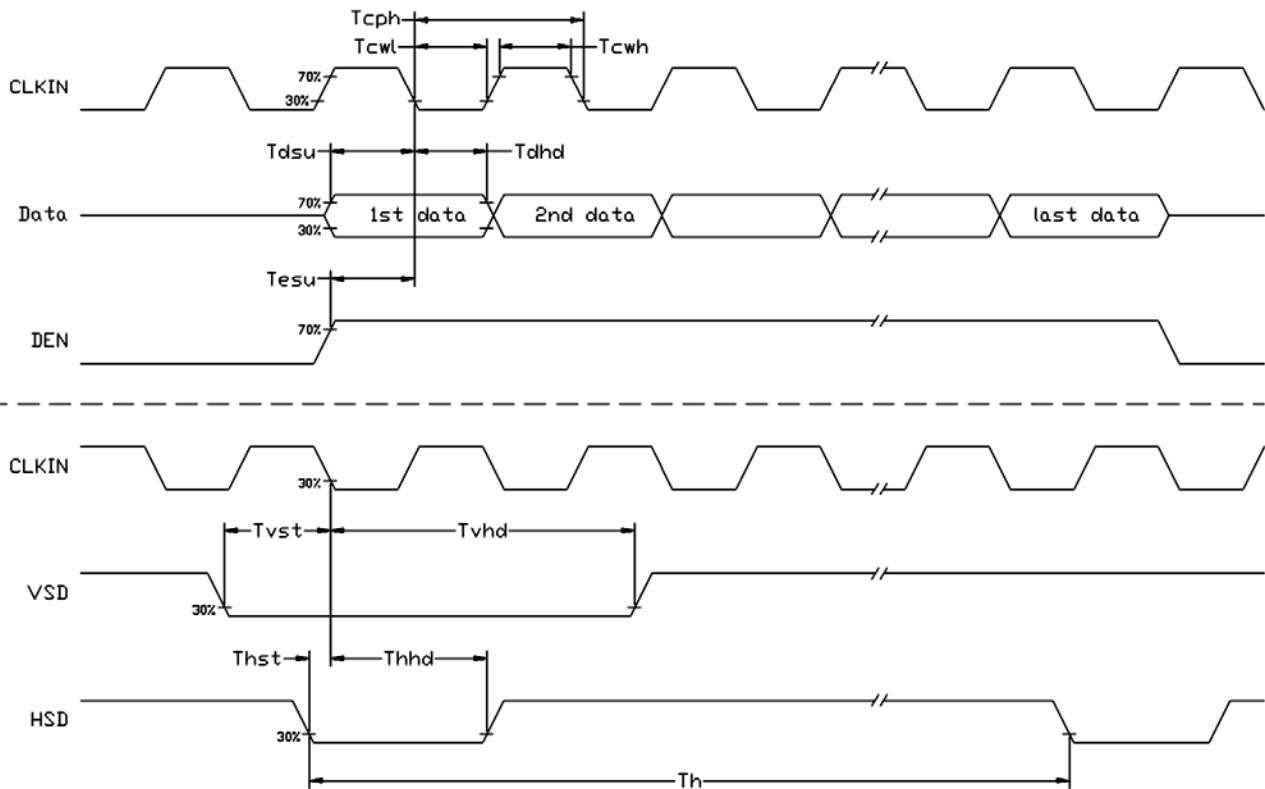 Tcph
Tcwl
Tcwh
CLKIN
70%
30%
Tdsu
Tdhd
Data
70%
30%
1st data
2nd data
last data
Tesu
DEN
70%
CLKIN
30%
Tvst
Tvhd
VSD
30%
Thst
Thhd
HSD
30%
Th